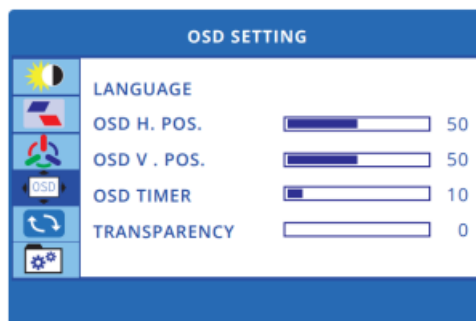 OSD SETTING
LANGUAGE
OSD H. POS. 50
OSD V . POS. 50
OSD
OSD TIMER 10
TRANSPARENCY 0